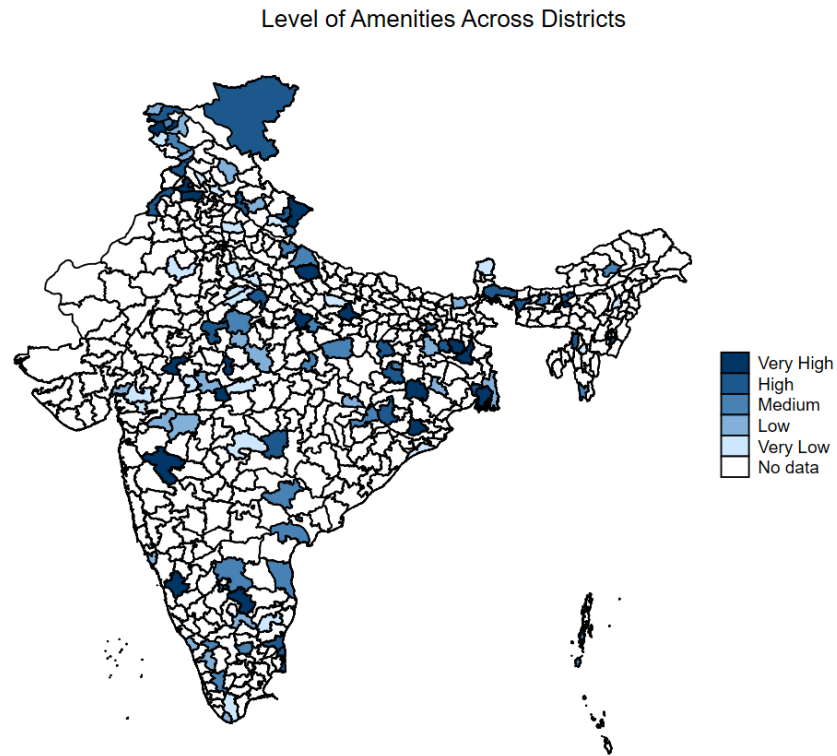 Level of Amenities Across Districts
Very High
High
Medium
Low
Very Low
No data